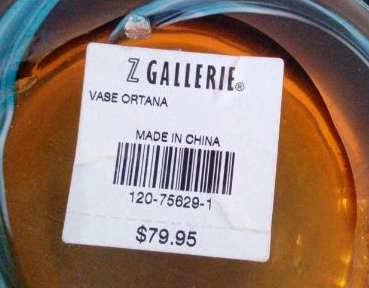 Z GALLERIE®
VASE ORTANA
MADE IN CHINA
120-75629-1
$79.95